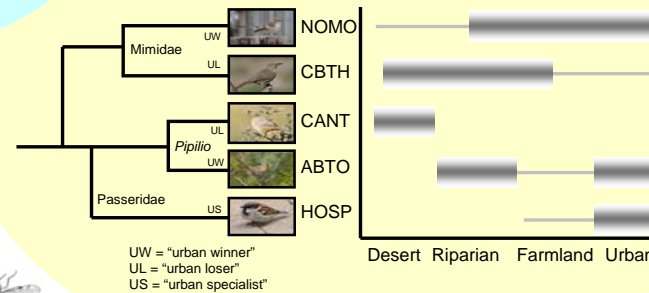 UW
NOMO
Mimidae
UL
CBTH
UL
CANT
Pipilio
UW
ABTO
Passeridae
US
HOSP
Desert Riparian Farmland Urban
UW = “urban winner”
UL = “urban loser”
US = “urban specialist”